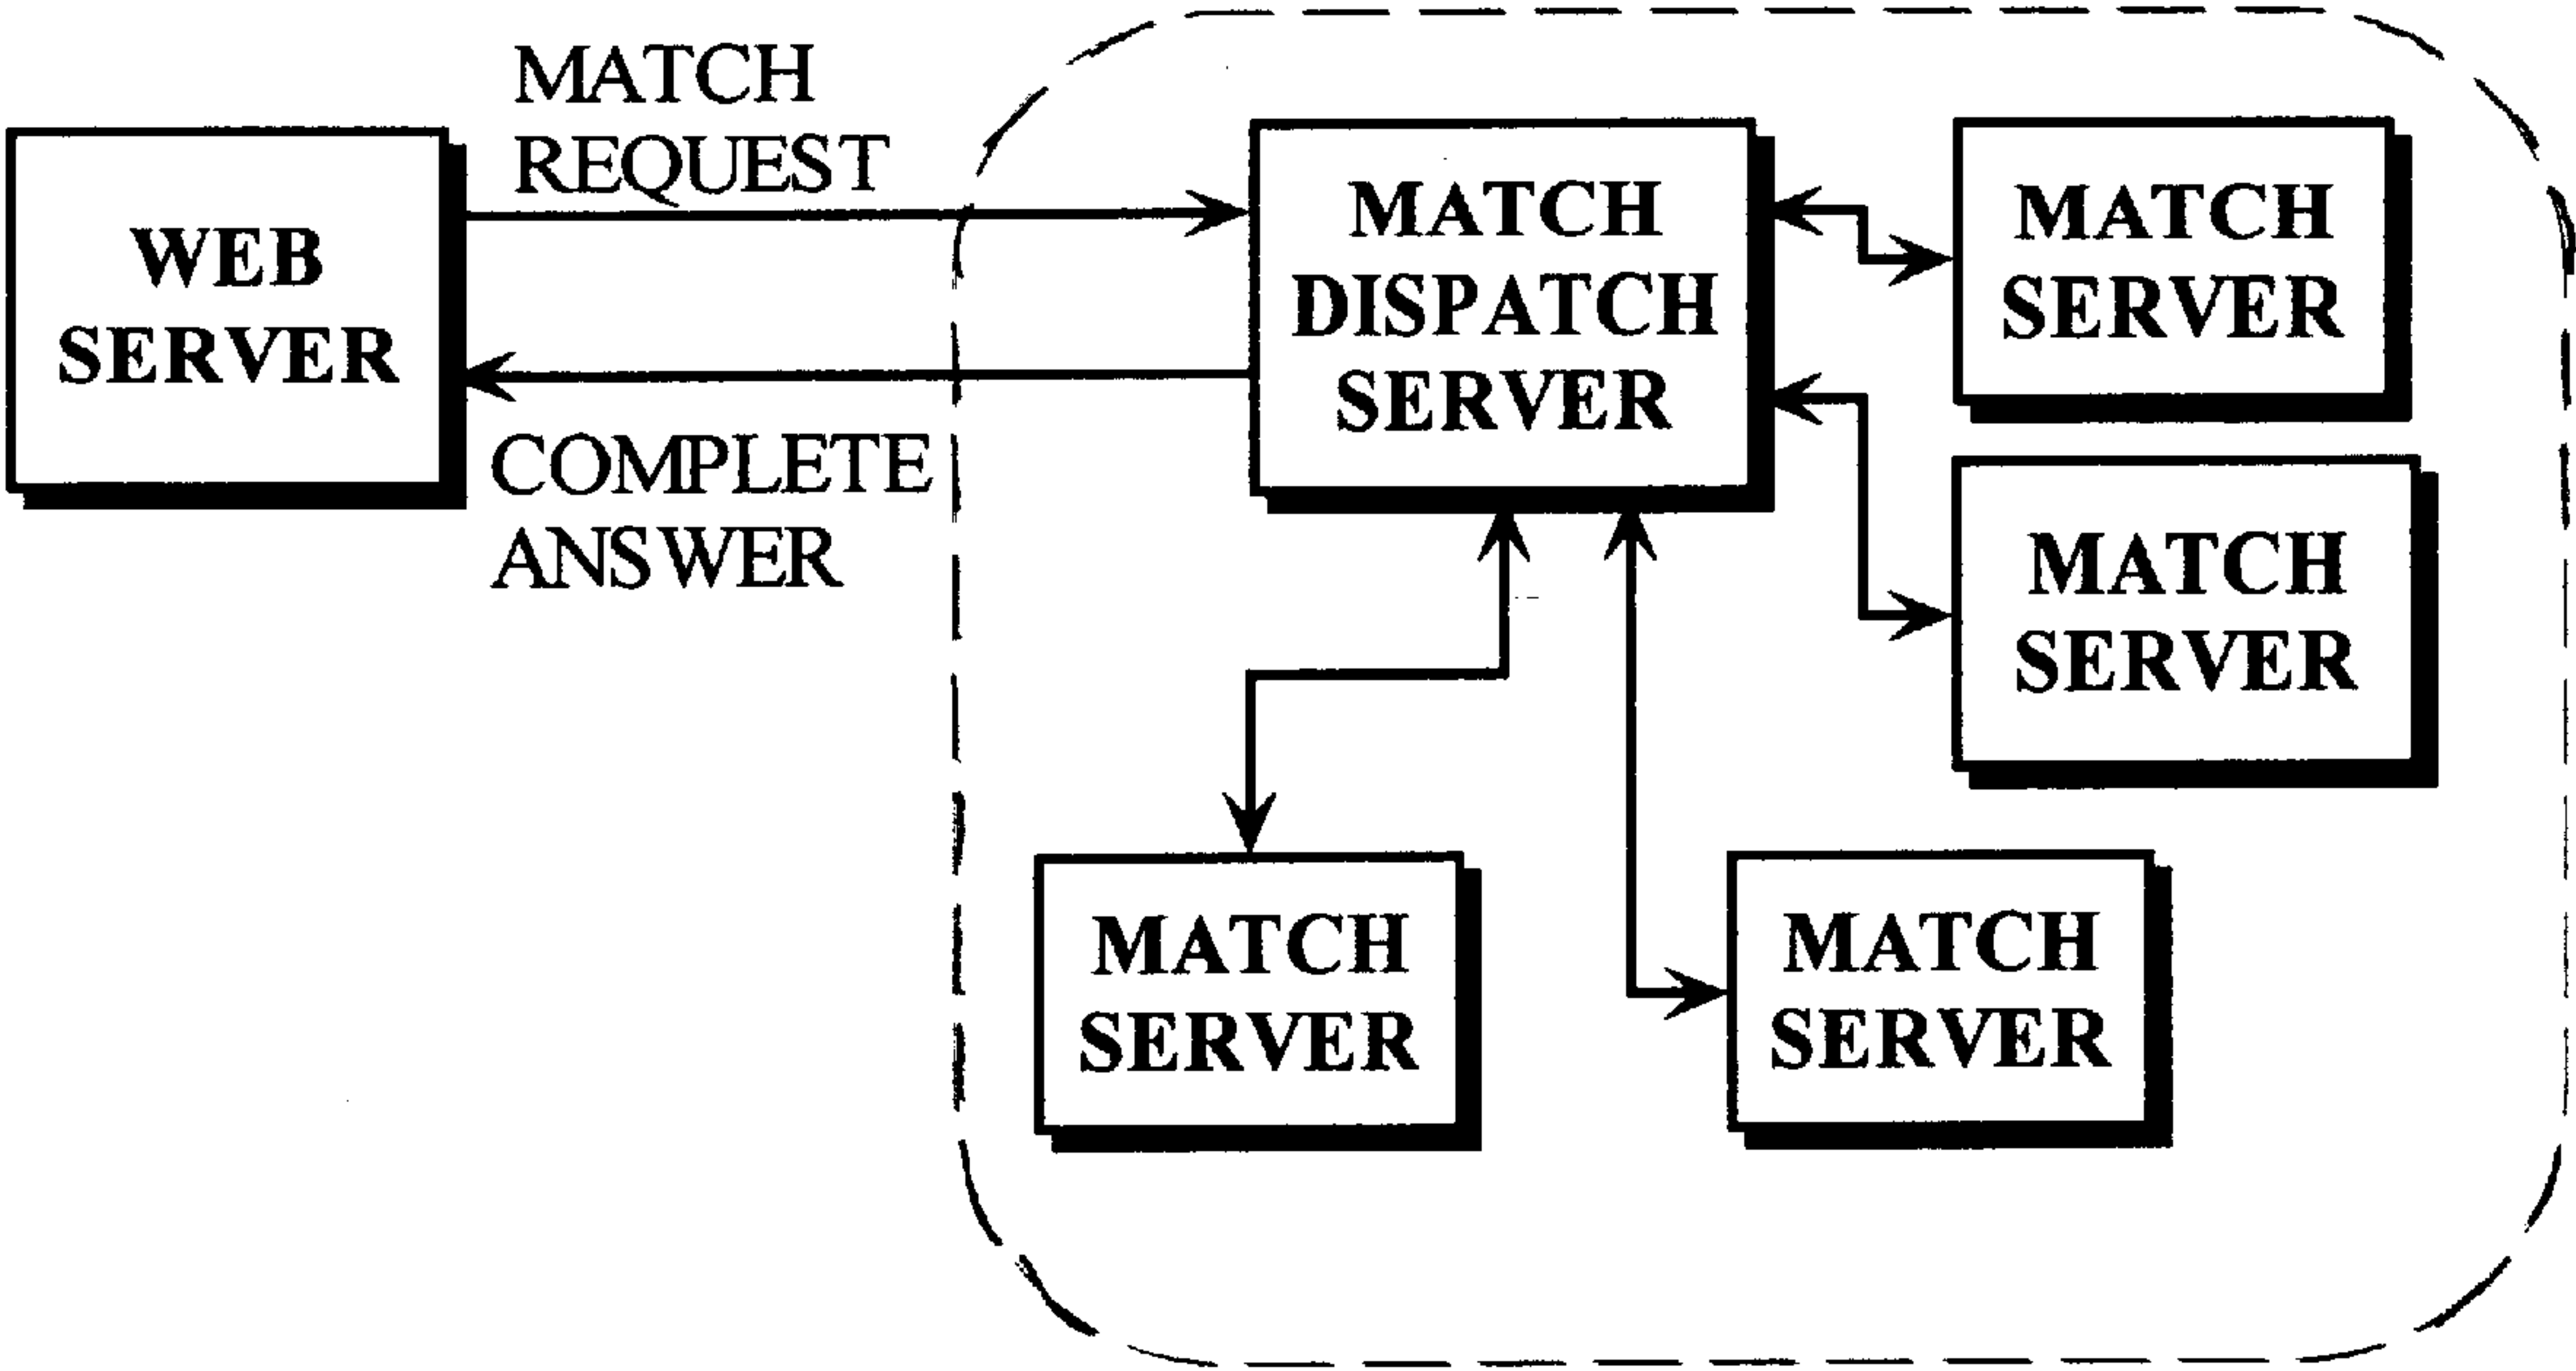 MATCH
REQUEST
WEB
SERVER
COMPLETE
ANSWER
MATCH
DISPATCH
SERVER
MATCH
SERVER
MATCH
SERVER
MATCH
SERVER
MATCH
SERVER